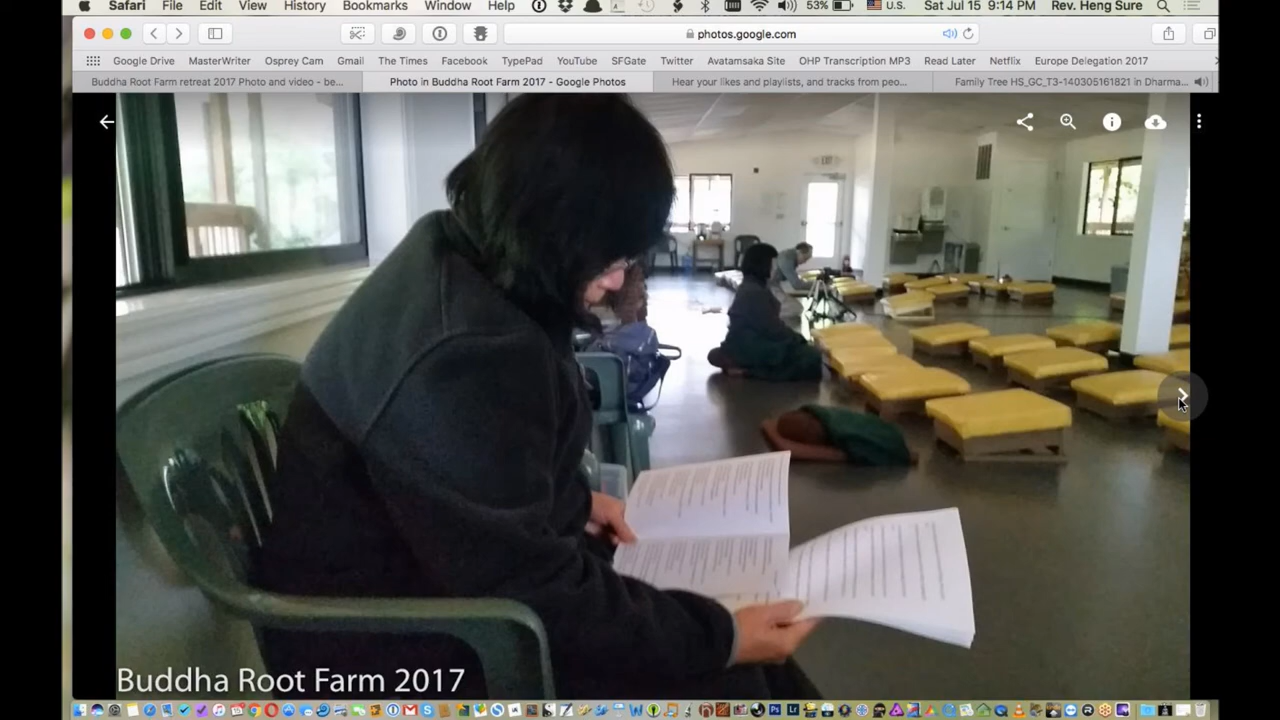 Safari File Edit View History Bookmarks Window Help 53% U.S. Sat Jul 15 9:14 PM Rev. Heng Sure
photos.google.com
Google Drive MasterWriter Osprey Cam Gmail The Times Facebook TypePad YouTube SFGate Twitter Avatamsaka Site OHP Transcription MP3 Read Later Netflix Europe Delegation 2017
Buddha Root Farm retreat 2017 Photo and video - be... Photo in Buddha Root Farm 2017 - Google Photos Hear your likes and playlists, and tracks from peo... Family Tree HS_GC_T3-140305161821 in Dharma...
Buddha Root Farm 2017